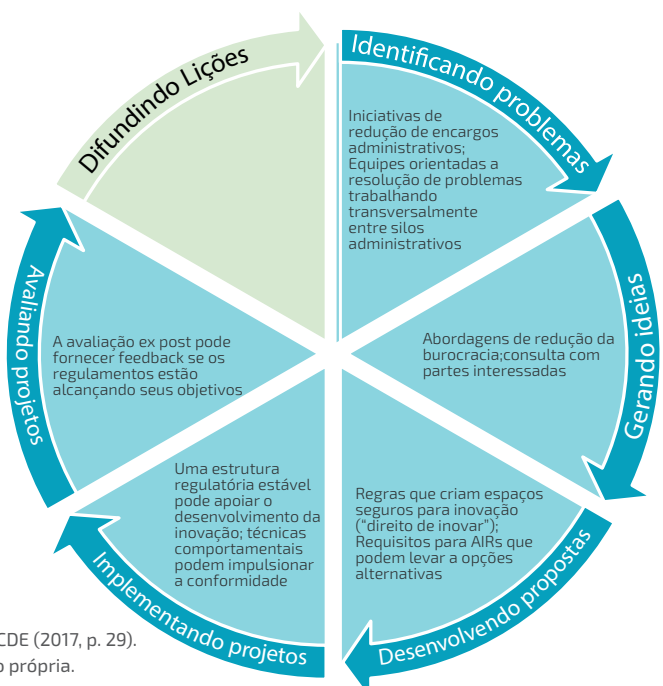 Identificando problemas
Iniciativas de
redução de encargos
administrativos;
Equipes orientadas a
resolução de problemas
trabalhando
transversalmente
entre silos
administrativos
Gerando ideias
Abordagens de redução da
burocracia;consulta com
partes interessadas
Desenvolvendo propostas
Regras que criam espaços
seguros para inovação
(“direito de inovar”);
Requisitos para AIRs que
podem levar a opções
alternativas
Implementando projetos
Uma estrutura
regulatória estável
pode apoiar o
desenvolvimento da
inovação; técnicas
comportamentais
podem impulsionar
a conformidade
Avaliando projetos
A avaliação ex post pode
fornecer feedback se os
regulamentos estão
alcançando seus objetivos
Difundindo Lições
CDE (2017, p. 29).
o própria.